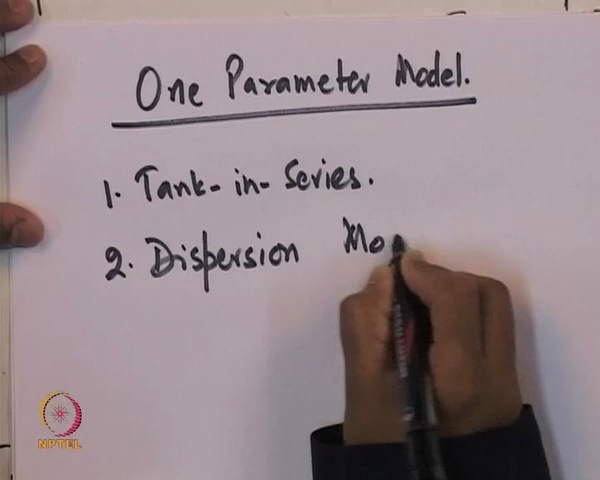 One Parameter Model.
1. Tank-in-Series.
2. Dispersion Mo
NPTEL